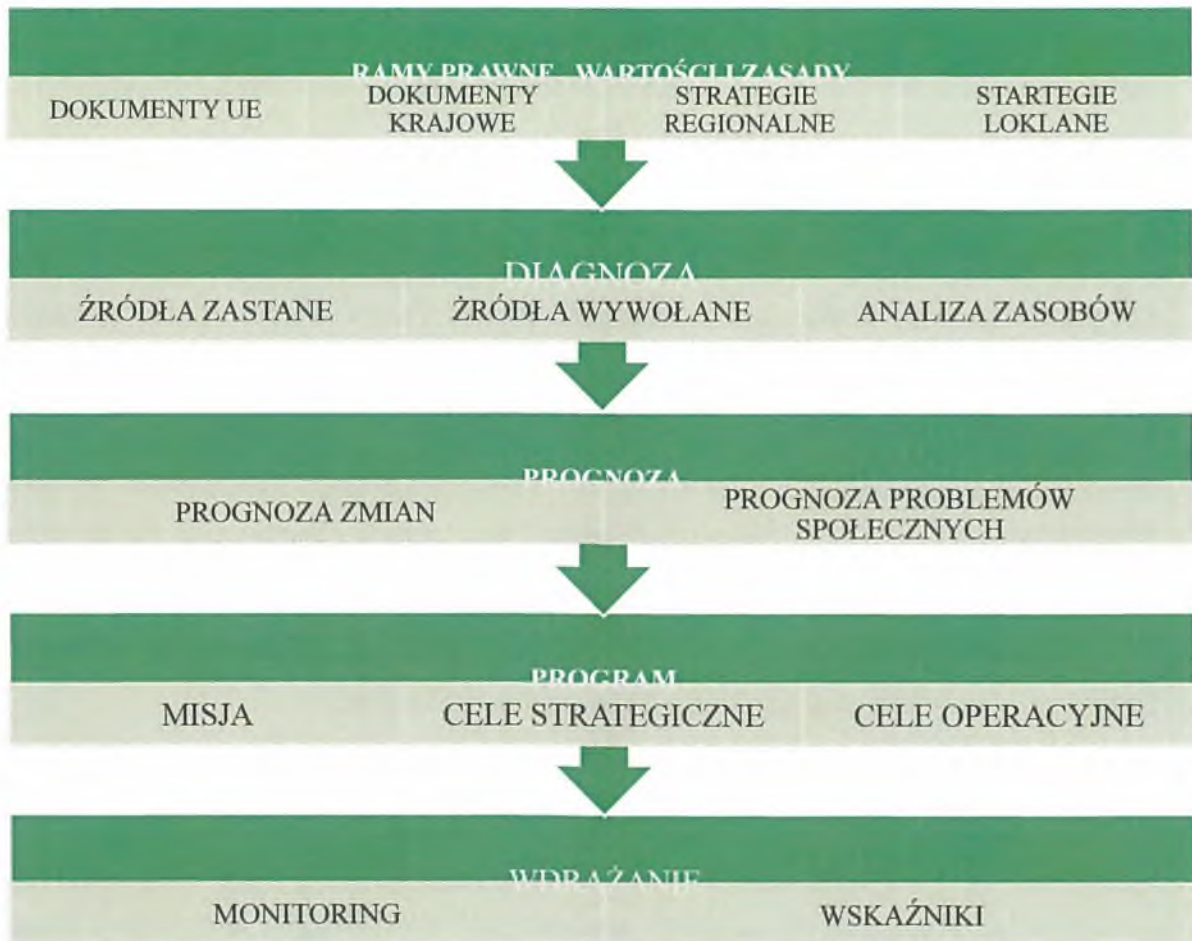 RAMY PRAWNE WARTOŚCI I ZASADY
DOKUMENTY UE
DOKUMENTY
KRAJOWE
STRATEGIE
REGIONALNE
STARTEGIE
LOKLANE
DIAGNOZA
ŹRÓDŁA ZASTANE
ŻRÓDŁA WYWOŁANE
ANALIZA ZASOBÓW
PROGNOZA
PROGNOZA ZMIAN
PROGNOZA PROBLEMÓW
SPOŁECZNYCH
PROGRAM
MISJA
CELE STRATEGICZNE
CELE OPERACYJNE
WDRAŻANIE
MONITORING
WSKAŹNIKI